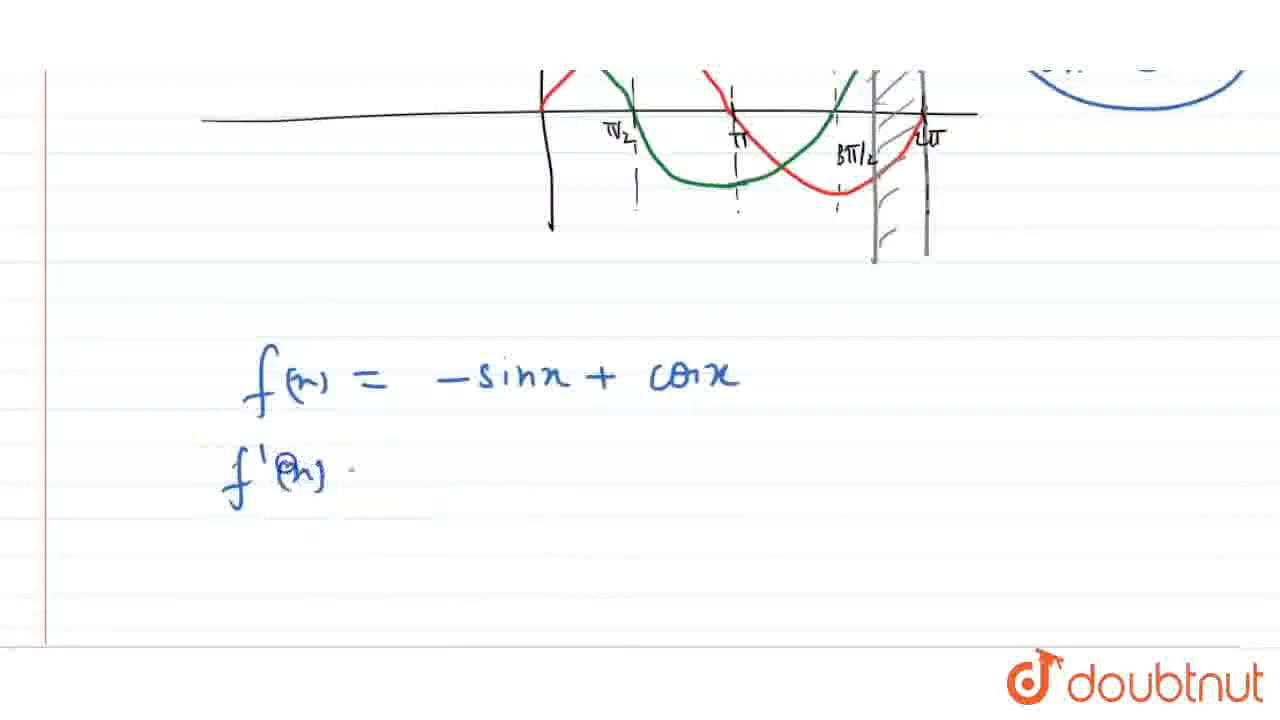 π/2
π
3π/2
2π
f(x) = -sinx + cosx
f'(x)
doubtnut